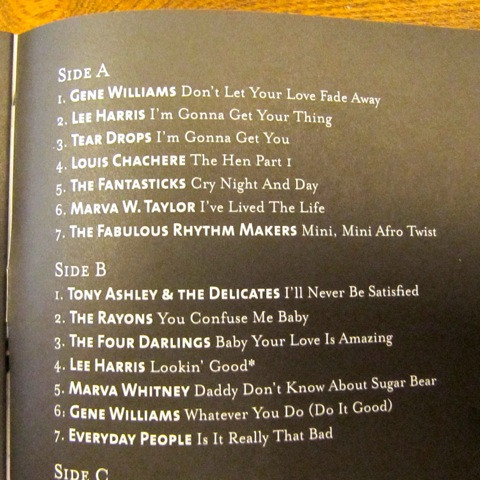 SIDE A
1. GENE WILLIAMS Don't Let Your Love Fade Away
2. LEE HARRIS I'm Gonna Get Your Thing
3. TEAR DROPS I'm Gonna Get You
4. LOUIS CHACHERE The Hen Part 1
5. THE FANTASTICKS Cry Night And Day
6. MARVA W. TAYLOR I've Lived The Life
7. THE FABULOUS RHYTHM MAKERS Mini, Mini Afro Twist
SIDE B
1. TONY ASHLEY & THE DELICATES I'll Never Be Satisfied
2. THE RAYONS You Confuse Me Baby
3. THE FOUR DARLINGS Baby Your Love Is Amazing
4. LEE HARRIS Lookin' Good*
5. MARVA WHITNEY Daddy Don't Know About Sugar Bear
6: GENE WILLIAMS Whatever You Do (Do It Good)
7. EVERYDAY PEOPLE Is It Really That Bad
SIDE C